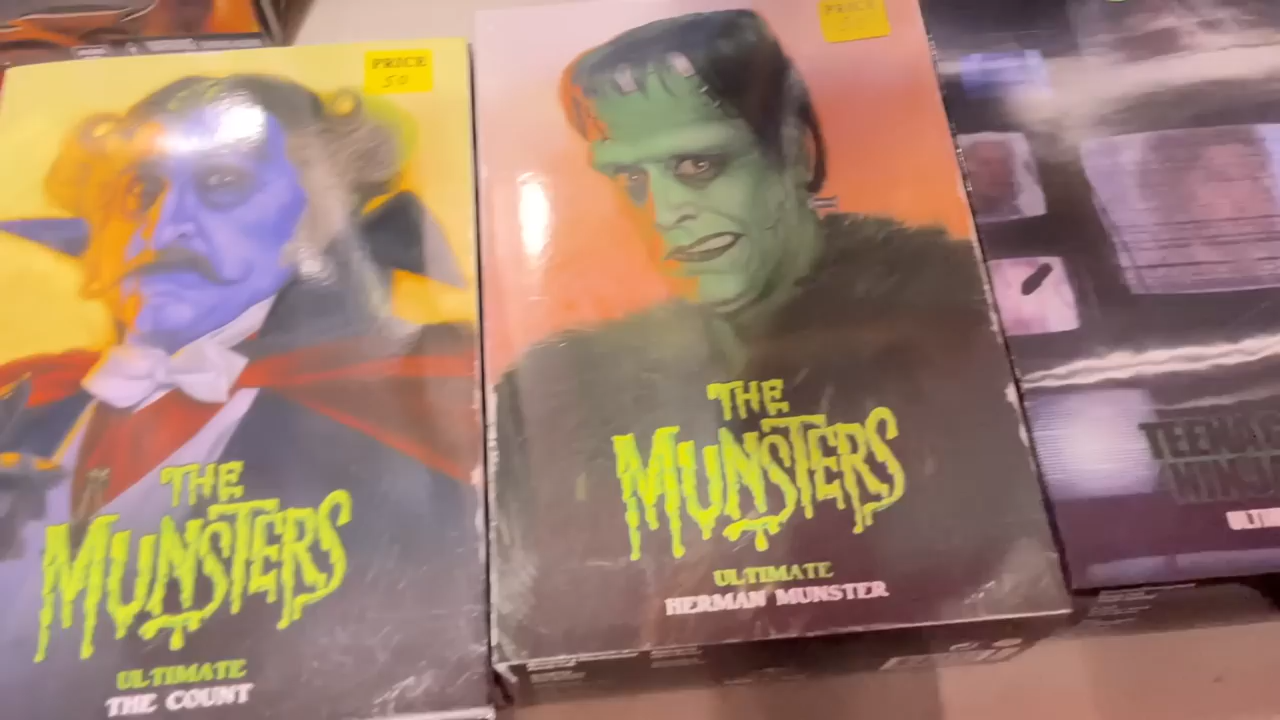 PRICE
50
THE
MUNSTERS
ULTIMATE
THE COUNT
PRICE
THE
MUNSTERS
ULTIMATE
HERMAN MUNSTER